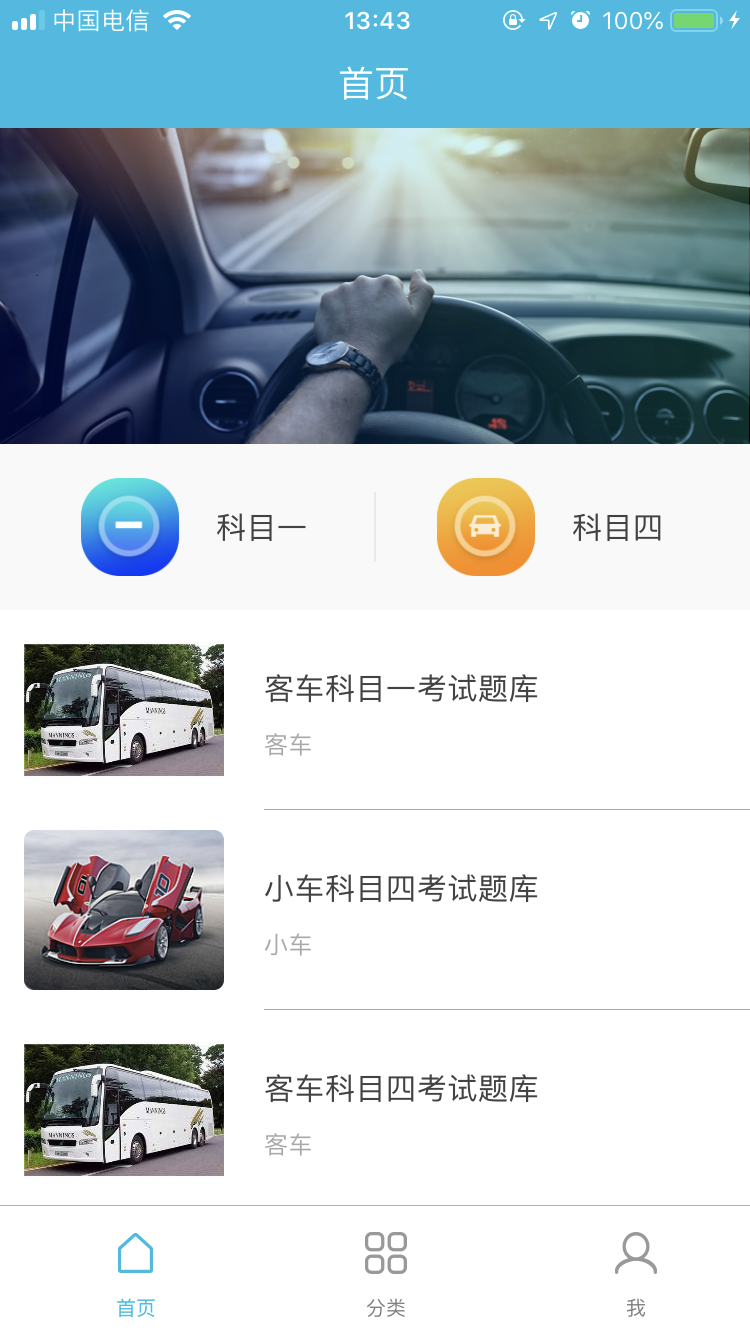 中国电信 13:43 100%
首页
科目一 科目四
客车科目一考试题库
客车
小车科目四考试题库
小车
客车科目四考试题库
客车
首页 分类 我